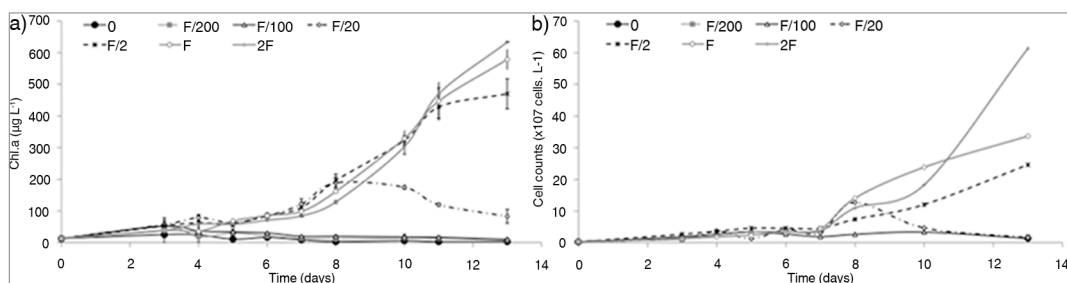 a)
0 F/200 F/100 F/20
F/2 F 2F
Chl.a (µg L⁻¹)
700
600
500
400
300
200
100
0
0 2 4 6 8 10 12 14
Time (days)
b)
0 F/200 F/100 F/20
F/2 F 2F
Cell counts (x107 cells. L-1)
70
60
50
40
30
20
10
0
0 2 4 6 8 10 12 14
Time (days)